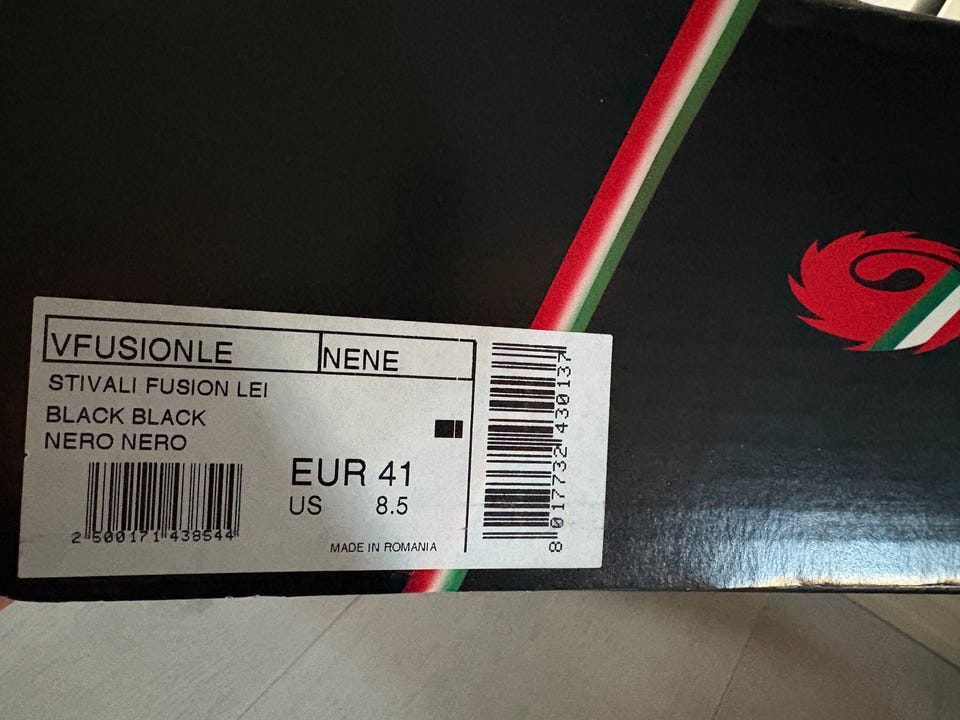 VFUSIONLE NENE
STIVALI FUSION LEI
BLACK BLACK
NERO NERO
EUR 41
US 8.5
2 500171 438544
MADE IN ROMANIA
8 017732 430137